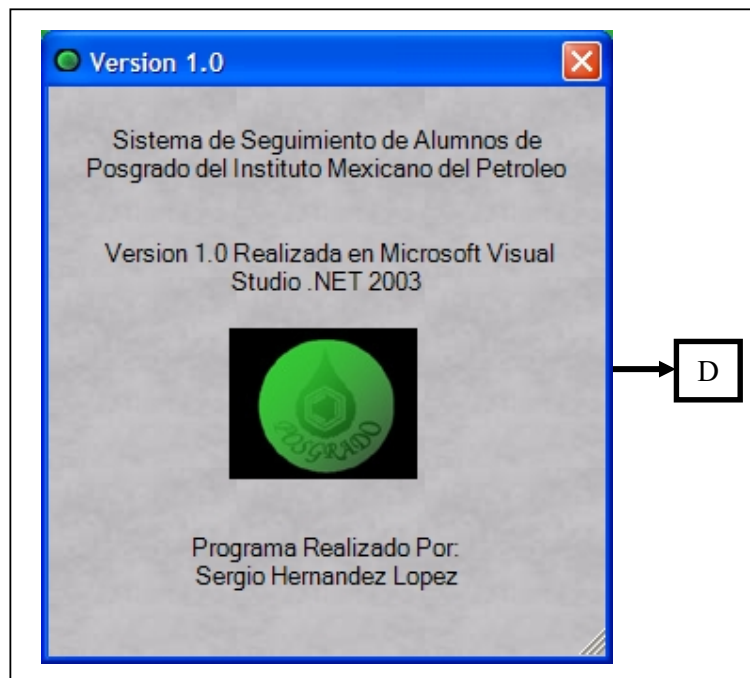 Version 1.0
Sistema de Seguimiento de Alumnos de
Posgrado del Instituto Mexicano del Petroleo
Version 1.0 Realizada en Microsoft Visual
Studio .NET 2003
POSGRADO
D
Programa Realizado Por:
Sergio Hernandez Lopez